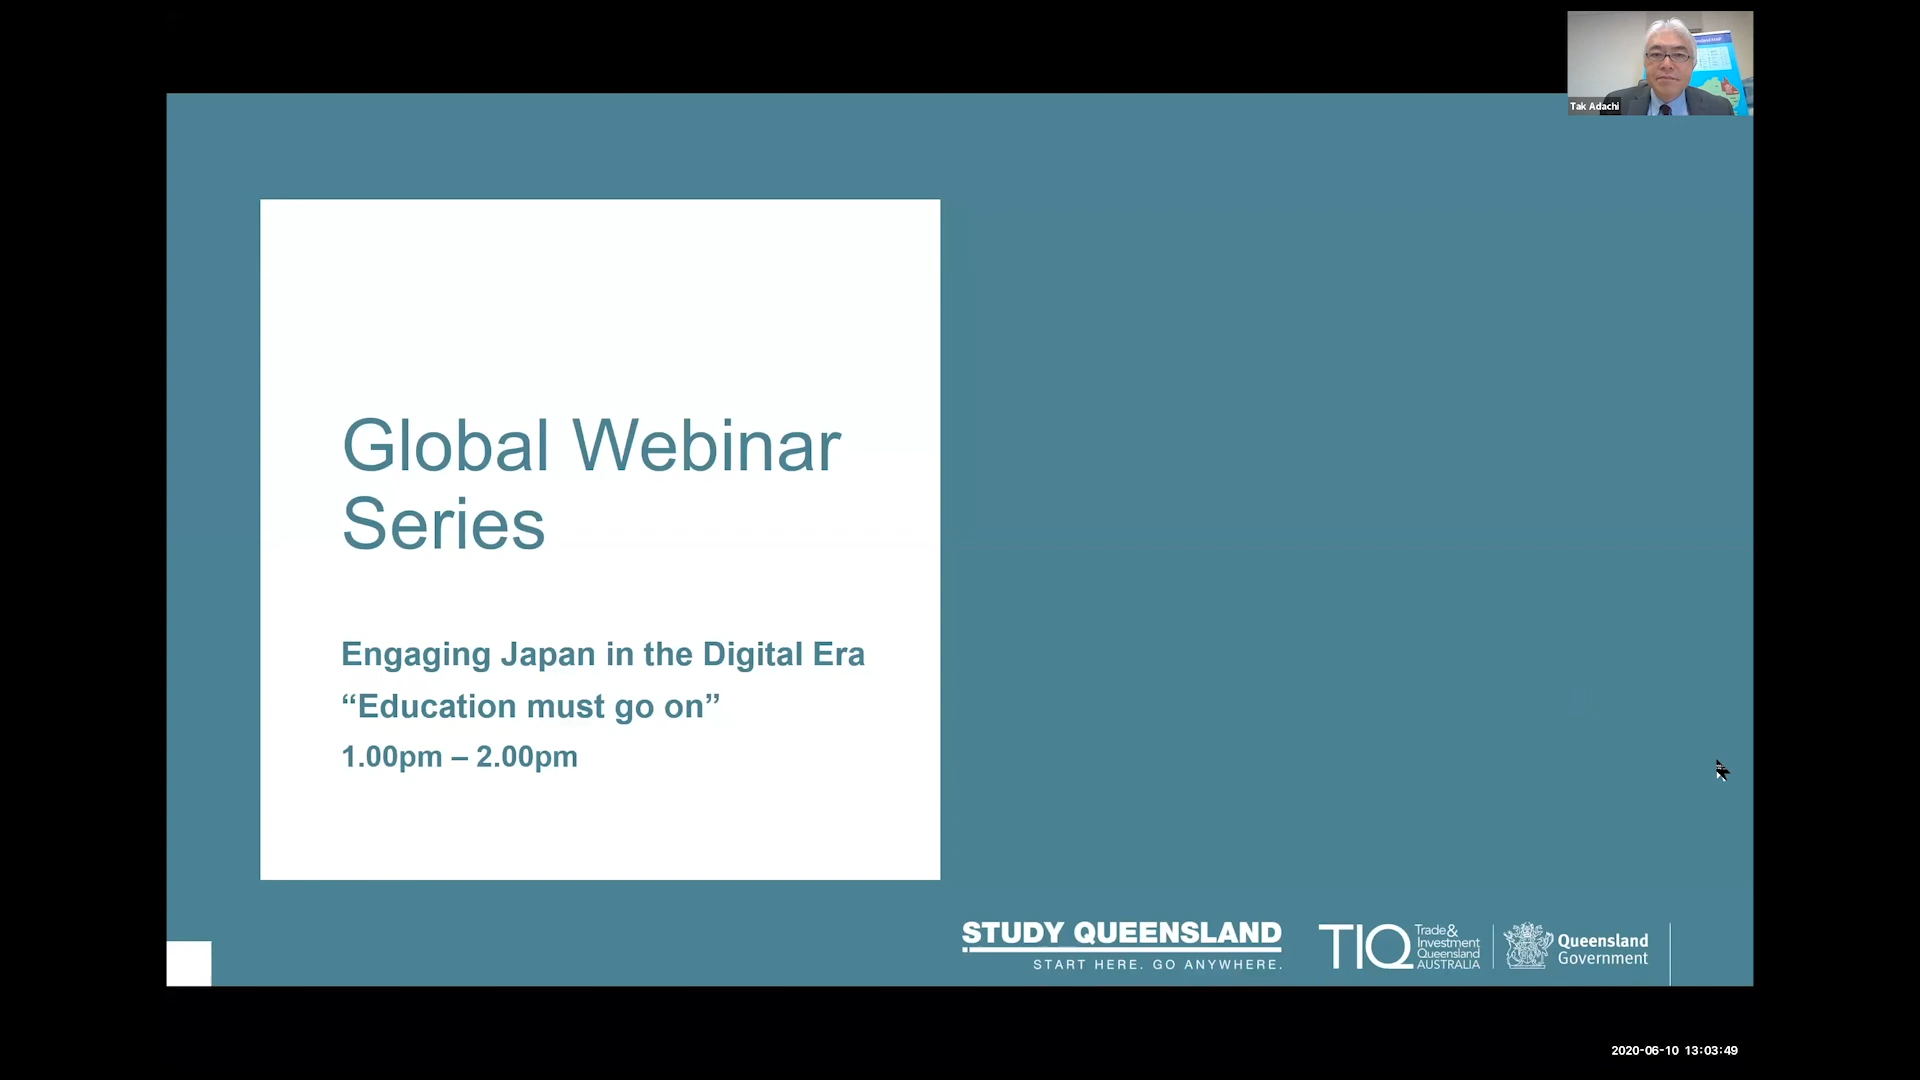 Tak Adachi
Global Webinar
Series
Engaging Japan in the Digital Era
“Education must go on”
1.00pm – 2.00pm
STUDY QUEENSLAND
START HERE. GO ANYWHERE.
TIQ
Trade&
Investment
Queensland
AUSTRALIA
Queensland
Government
2020-06-10 13:03:49